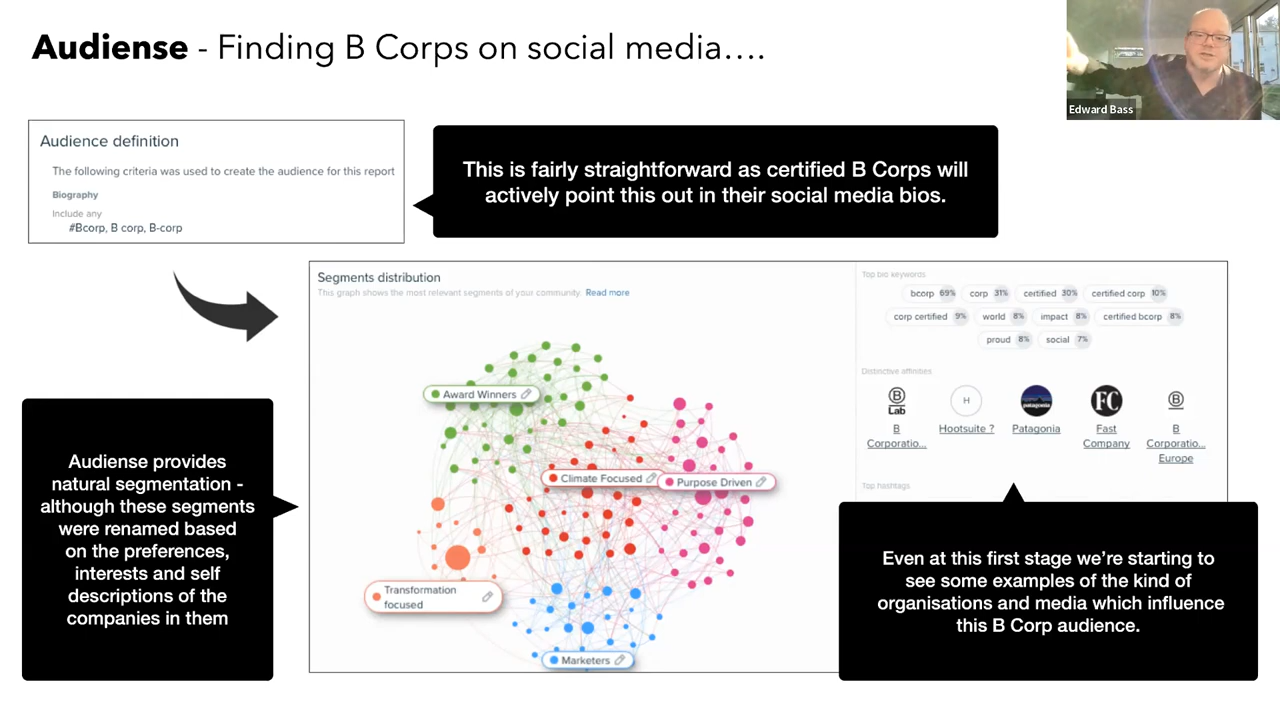 Audiense - Finding B Corps on social media….
Edward Bass
Audience definition
The following criteria was used to create the audience for this report
Biography
Include any
#Bcorp, B corp, B-corp
This is fairly straightforward as certified B Corps will
actively point this out in their social media bios.
Segments distribution
This graph shows the most relevant segments of your community. Read more
Award Winners
Climate Focused
Purpose Driven
Transformation
focused
Marketers
Top bio keywords
bcorp 69% corp 31% certified 30% certified corp 10%
corp certified 9% world 8% impact 8% certified bcorp 8%
proud 8% social 7%
Distinctive affinities
B
Lab
H
patagonia
FC
B
B
Corporatio...
Hootsuite ?
Patagonia
Fast
Company
B
Corporatio...
Europe
Top hashtags
Audiense provides
natural segmentation -
although these segments
were renamed based
on the preferences,
interests and self
descriptions of the
companies in them
Even at this first stage we're starting to
see some examples of the kind of
organisations and media which influence
this B Corp audience.